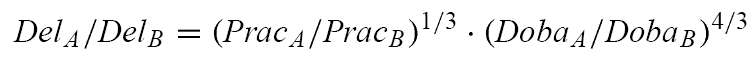 Del_A/Del_B = (Prac_A/Prac_B)^{1/3} · (Doba_A/Doba_B)^{4/3}